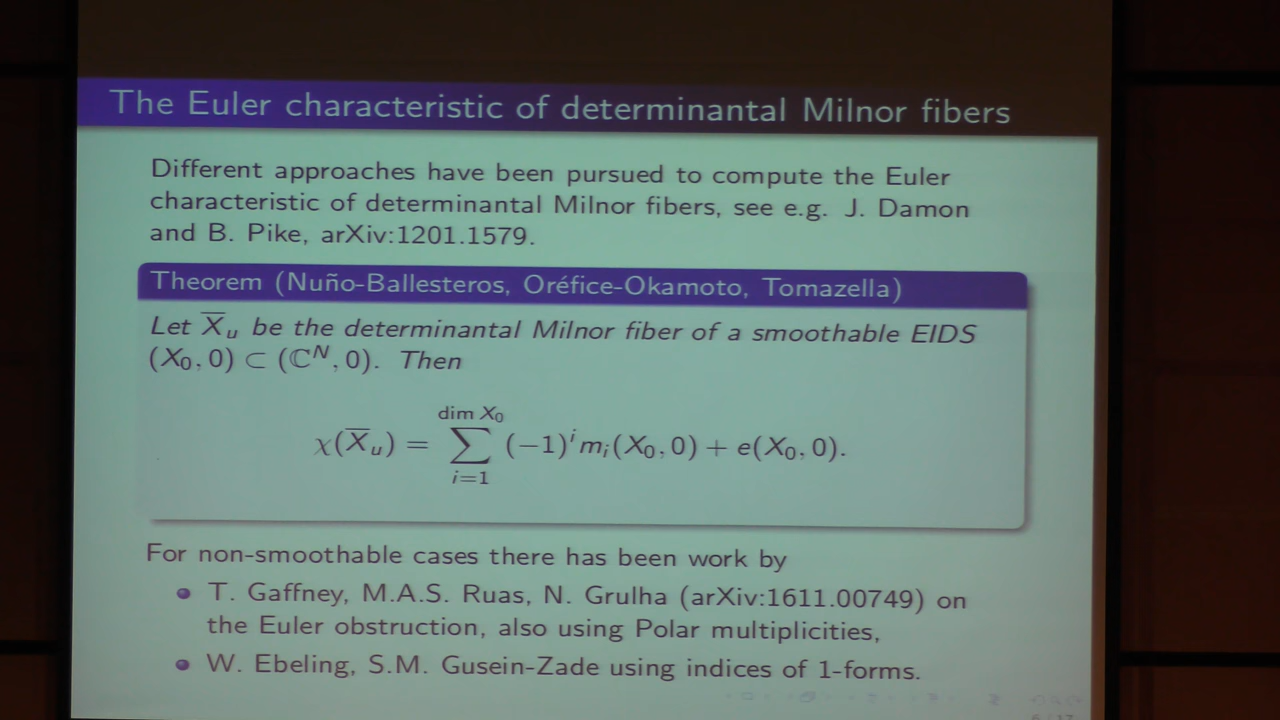 The Euler characteristic of determinantal Milnor fibers
Different approaches have been pursued to compute the Euler
characteristic of determinantal Milnor fibers, see e.g. J. Damon
and B. Pike, arXiv:1201.1579.
Theorem (Nuño-Ballesteros, Oréfice-Okamoto, Tomazella)
Let X̅ᵤ be the determinantal Milnor fiber of a smoothable EIDS
(X₀, 0) ⊂ (ℂᴺ, 0). Then
χ(X̅ᵤ) = ∑_{i=1}^{dim X₀} (−1)ⁱ mᵢ(X₀, 0) + e(X₀, 0).
For non-smoothable cases there has been work by
T. Gaffney, M.A.S. Ruas, N. Grulha (arXiv:1611.00749) on
the Euler obstruction, also using Polar multiplicities,
W. Ebeling, S.M. Gusein-Zade using indices of 1-forms.